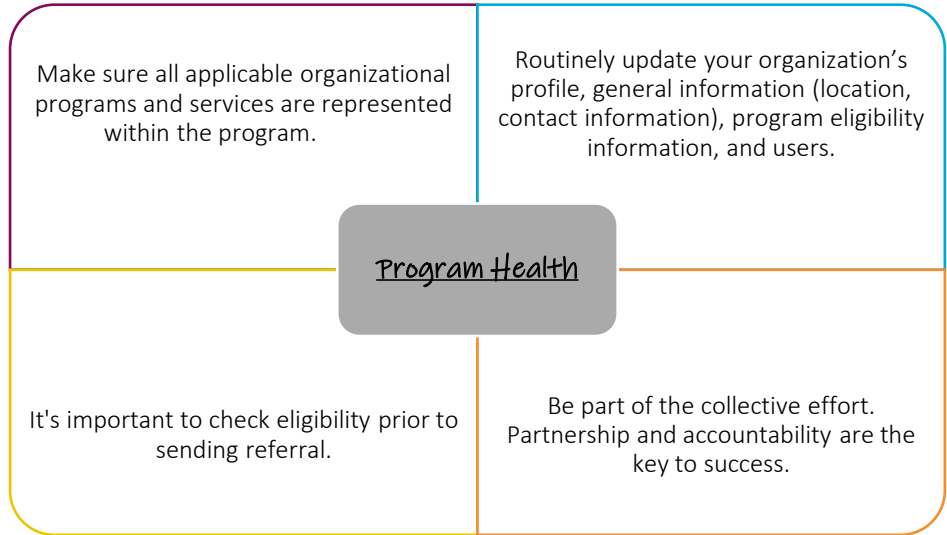 Make sure all applicable organizational
programs and services are represented
within the program.
Routinely update your organization’s
profile, general information (location,
contact information), program eligibility
information, and users.
Program Health
It's important to check eligibility prior to
sending referral.
Be part of the collective effort.
Partnership and accountability are the
key to success.